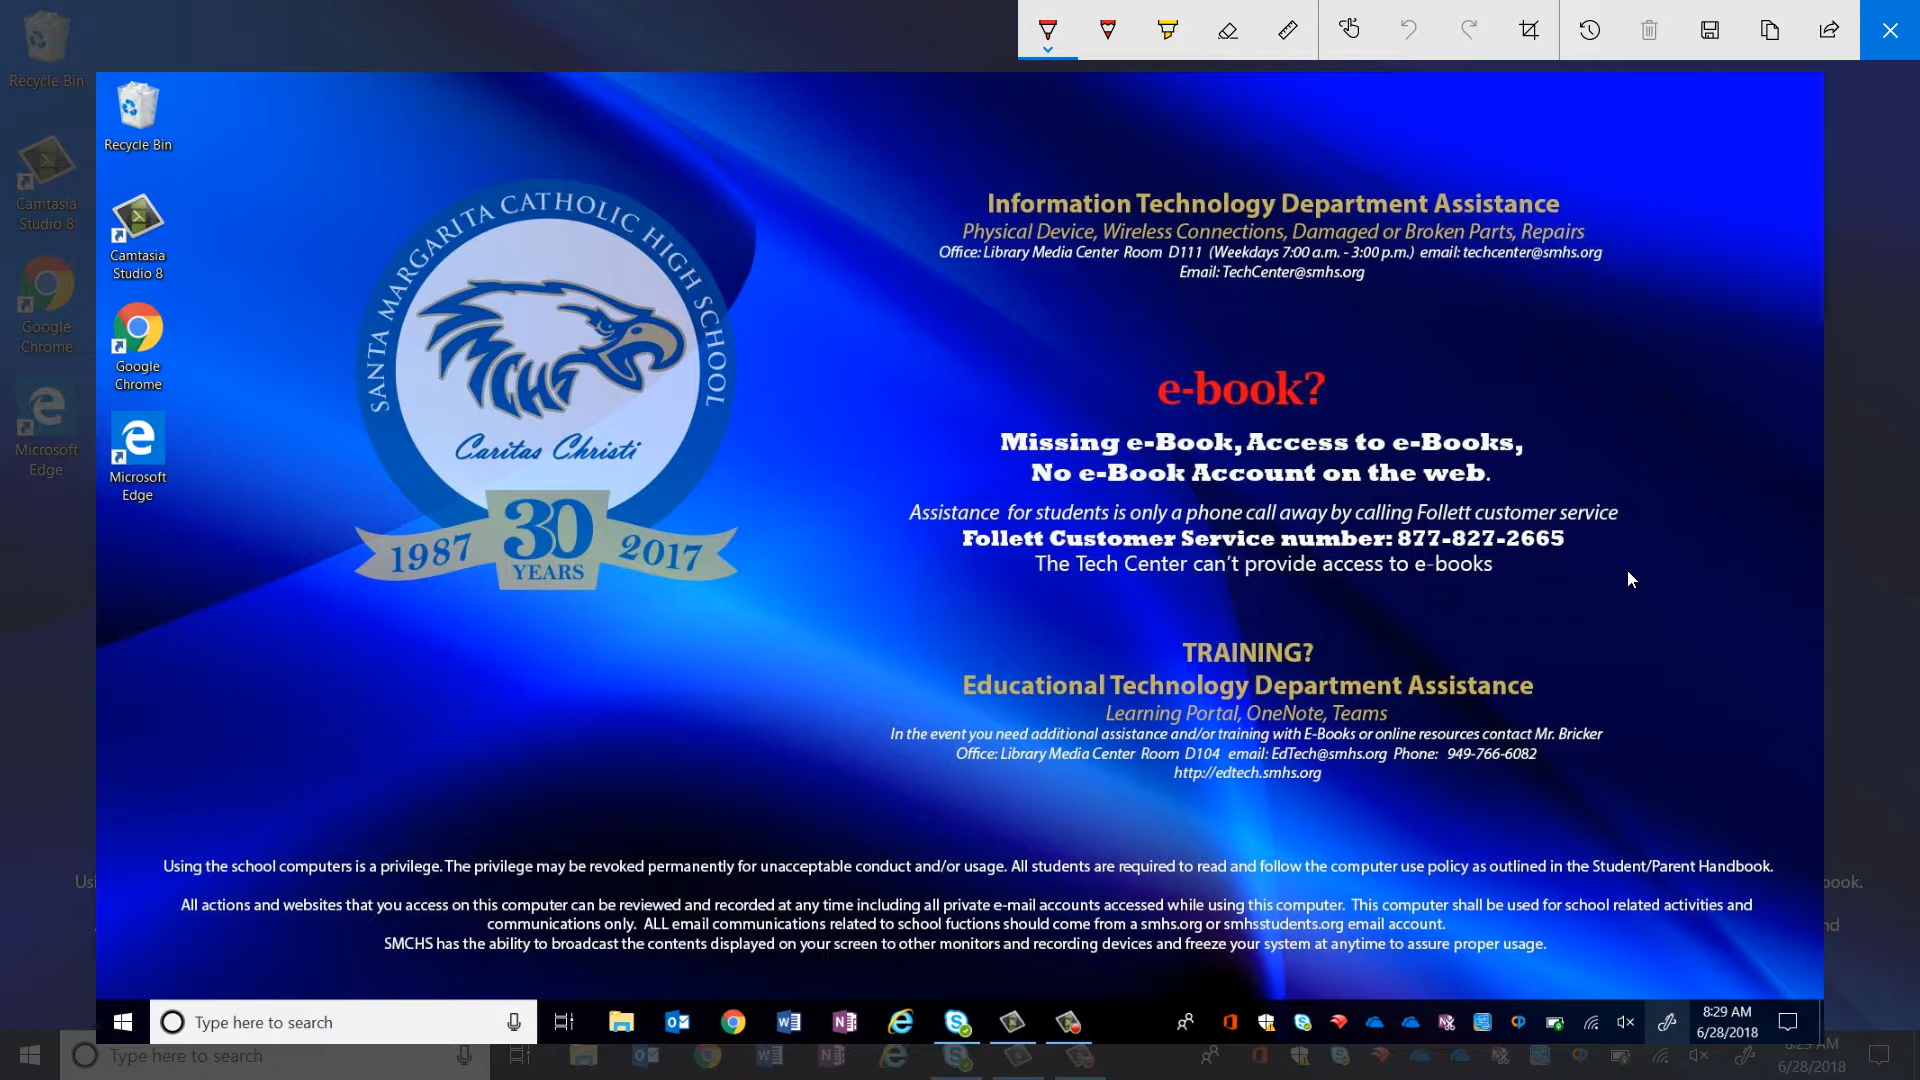 Recycle Bin
Camtasia
Studio 8
Google
Chrome
Microsoft
Edge
Recycle Bin
Camtasia
Studio 8
Google
Chrome
Microsoft
Edge
SANTA MARGARITA CATHOLIC HIGH SCHOOL
MCHS
Caritas Christi
1987 30 2017
YEARS
Information Technology Department Assistance
Physical Device, Wireless Connections, Damaged or Broken Parts, Repairs
Office: Library Media Center Room D111 (Weekdays 7:00 a.m. - 3:00 p.m.) email: techcenter@smhs.org
Email: TechCenter@smhs.org
e-book?
Missing e-Book, Access to e-Books,
No e-Book Account on the web.
Assistance for students is only a phone call away by calling Follett customer service
Follett Customer Service number: 877-827-2665
The Tech Center can't provide access to e-books
TRAINING?
Educational Technology Department Assistance
Learning Portal, OneNote, Teams
In the event you need additional assistance and/or training with E-Books or online resources contact Mr. Bricker
Office: Library Media Center Room D104 email: EdTech@smhs.org Phone: 949-766-6082
http://edtech.smhs.org
Using the school computers is a privilege. The privilege may be revoked permanently for unacceptable conduct and/or usage. All students are required to read and follow the computer use policy as outlined in the Student/Parent Handbook.
All actions and websites that you access on this computer can be reviewed and recorded at any time including all private e-mail accounts accessed while using this computer. This computer shall be used for school related activities and
communications only. ALL email communications related to school fuctions should come from a smhs.org or smhsstudents.org email account.
SMCHS has the ability to broadcast the contents displayed on your screen to other monitors and recording devices and freeze your system at anytime to assure proper usage.
Type here to search
8:29 AM
6/28/2018
Type here to search
8:29 AM
6/28/2018